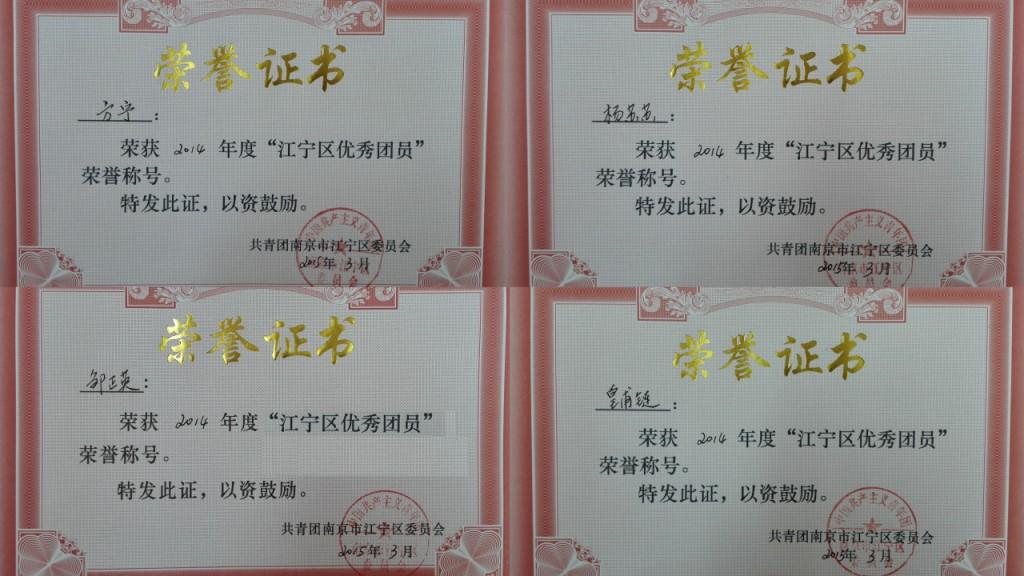 荣誉证书
方宇：
荣获 2014 年度“江宁区优秀团员”
荣誉称号。
特发此证，以资鼓励。
共青团南京市江宁区委员会
2015年 3 月
荣誉证书
杨苏苏：
荣获 2014 年度“江宁区优秀团员”
荣誉称号。
特发此证，以资鼓励。
共青团南京市江宁区委员会
2015年 3 月
荣誉证书
邹正英：
荣获 2014 年度“江宁区优秀团员”
荣誉称号。
特发此证，以资鼓励。
共青团南京市江宁区委员会
2015年 3 月
荣誉证书
皇甫链：
荣获 2014 年度“江宁区优秀团员”
荣誉称号。
特发此证，以资鼓励。
共青团南京市江宁区委员会
2015年 3 月